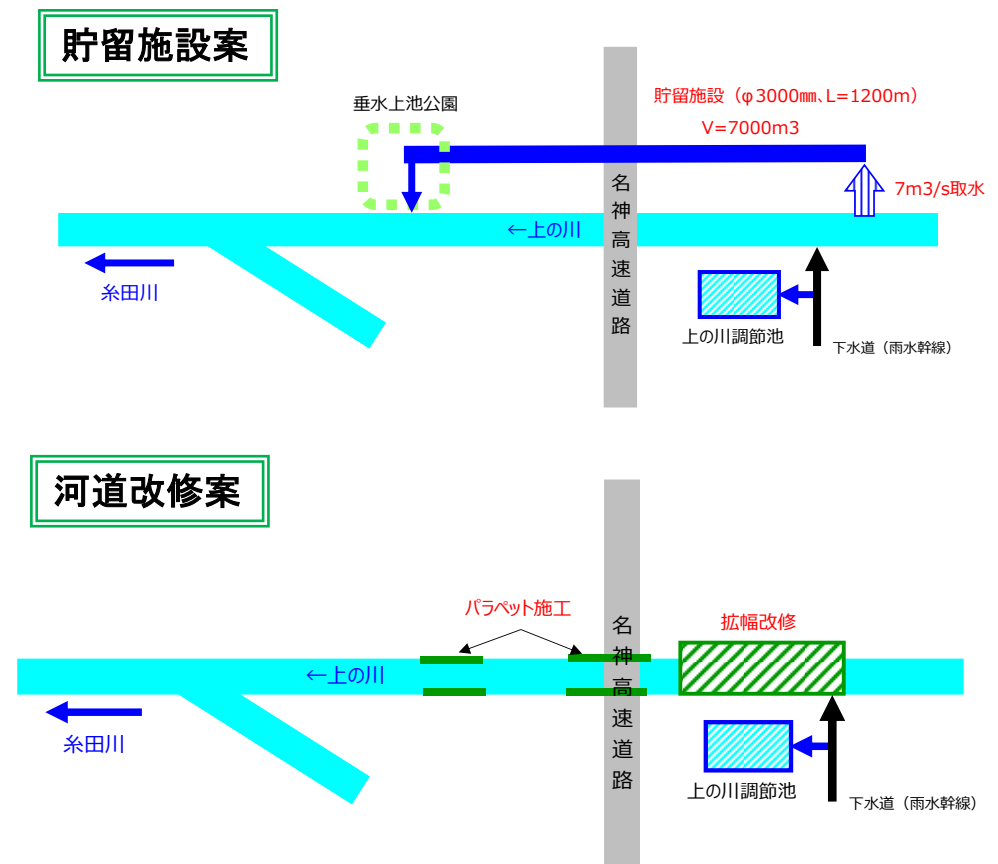 貯留施設案
垂水上池公園
貯留施設（φ3000㎜、L=1200m）
V=7000m3
7m3/s取水
名神高速道路
←上の川
糸田川
上の川調節池
下水道（雨水幹線）
河道改修案
パラペット施工
拡幅改修
名神高速道路
←上の川
糸田川
上の川調節池
下水道（雨水幹線）